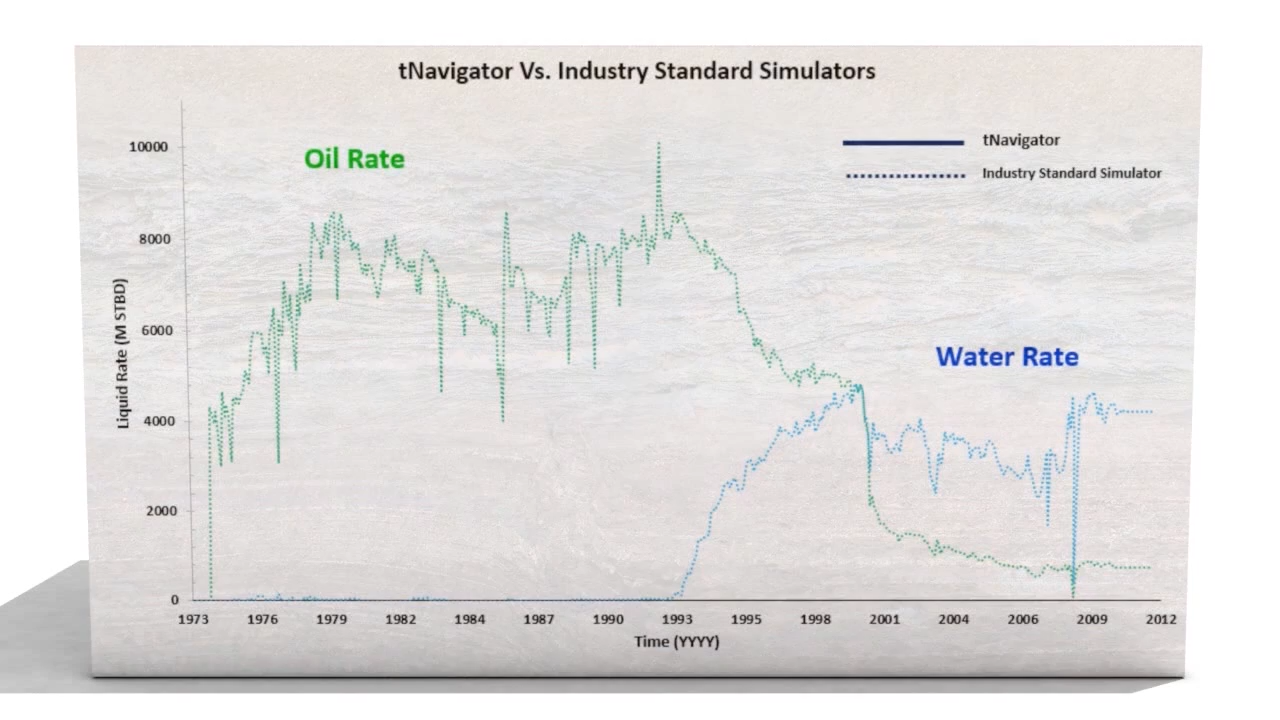 tNavigator Vs. Industry Standard Simulators
Oil Rate
tNavigator
Industry Standard Simulator
Water Rate
Liquid Rate (M STBD)
10000
8000
6000
4000
2000
0
1973 1976 1979 1982 1984 1987 1990 1993 1995 1998 2001 2004 2006 2009 2012
Time (YYYY)